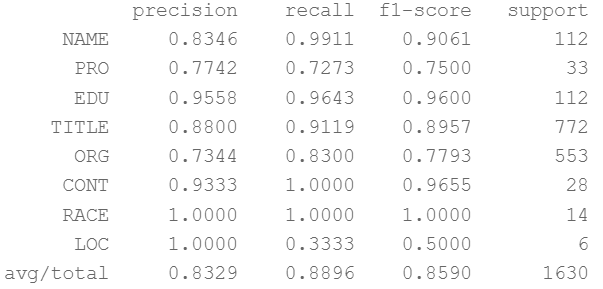 precision recall f1-score support
NAME 0.8346 0.9911 0.9061 112
PRO 0.7742 0.7273 0.7500 33
EDU 0.9558 0.9643 0.9600 112
TITLE 0.8800 0.9119 0.8957 772
ORG 0.7344 0.8300 0.7793 553
CONT 0.9333 1.0000 0.9655 28
RACE 1.0000 1.0000 1.0000 14
LOC 1.0000 0.3333 0.5000 6
avg/total 0.8329 0.8896 0.8590 1630